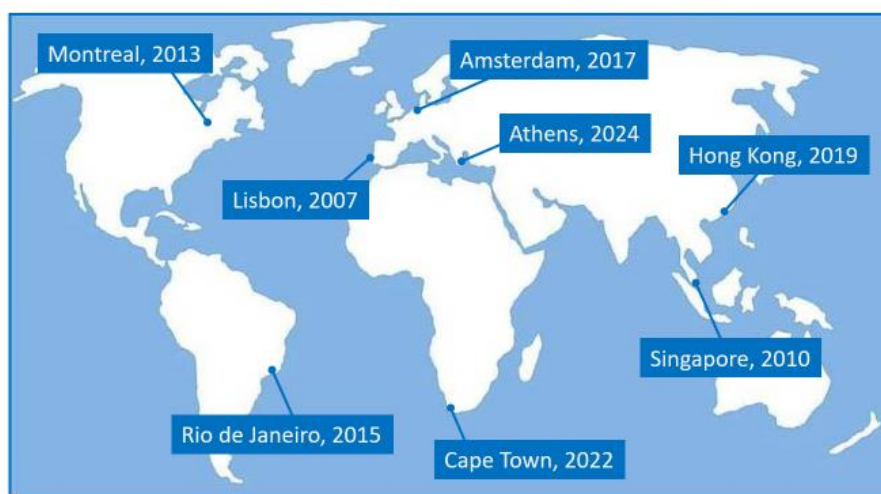 Montreal, 2013
Amsterdam, 2017
Athens, 2024
Hong Kong, 2019
Lisbon, 2007
Singapore, 2010
Rio de Janeiro, 2015
Cape Town, 2022